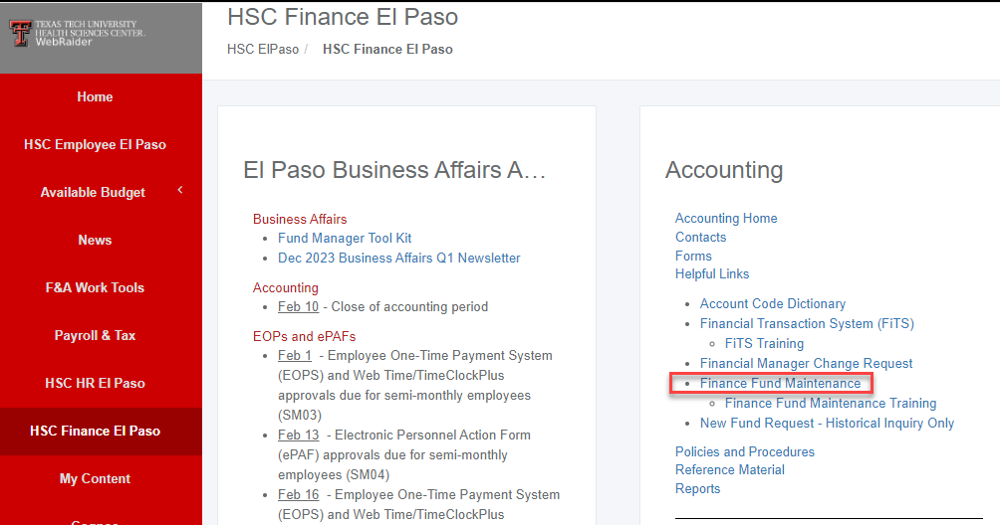 TEXAS TECH UNIVERSITY
HEALTH SCIENCES CENTER.
WebRaider
Home
HSC Employee El Paso
Available Budget
News
F&A Work Tools
Payroll & Tax
HSC HR El Paso
HSC Finance El Paso
My Content
Cognos
HSC Finance El Paso
HSC ElPaso / HSC Finance El Paso
El Paso Business Affairs A...
Business Affairs
• Fund Manager Tool Kit
• Dec 2023 Business Affairs Q1 Newsletter
Accounting
• Feb 10 - Close of accounting period
EOPs and ePAFs
• Feb 1 - Employee One-Time Payment System
(EOPS) and Web Time/TimeClockPlus
approvals due for semi-monthly employees
(SM03)
• Feb 13 - Electronic Personnel Action Form
(ePAF) approvals due for semi-monthly
employees (SM04)
• Feb 16 - Employee One-Time Payment System
(EOPS) and Web Time/TimeClockPlus
Accounting
Accounting Home
Contacts
Forms
Helpful Links
• Account Code Dictionary
• Financial Transaction System (FiTS)
◦ FiTS Training
• Financial Manager Change Request
• Finance Fund Maintenance
◦ Finance Fund Maintenance Training
• New Fund Request - Historical Inquiry Only
Policies and Procedures
Reference Material
Reports